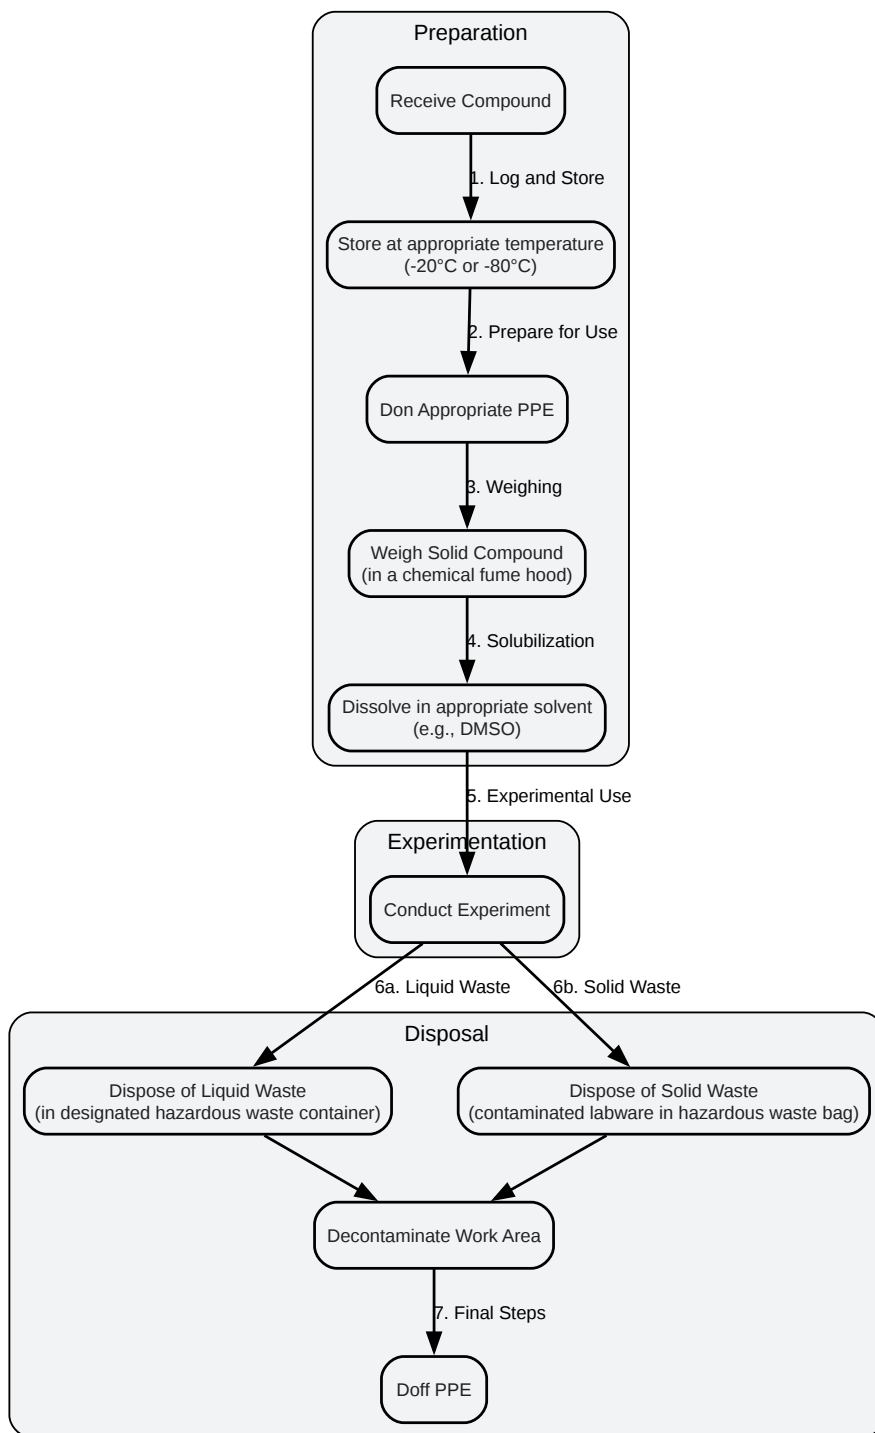 Preparation
Receive Compound
1. Log and Store
Store at appropriate temperature
(-20°C or -80°C)
2. Prepare for Use
Don Appropriate PPE
3. Weighing
Weigh Solid Compound
(in a chemical fume hood)
4. Solubilization
Dissolve in appropriate solvent
(e.g., DMSO)
5. Experimental Use
Experimentation
Conduct Experiment
6a. Liquid Waste
6b. Solid Waste
Disposal
Dispose of Liquid Waste
(in designated hazardous waste container)
Dispose of Solid Waste
(contaminated labware in hazardous waste bag)
Decontaminate Work Area
7. Final Steps
Doff PPE